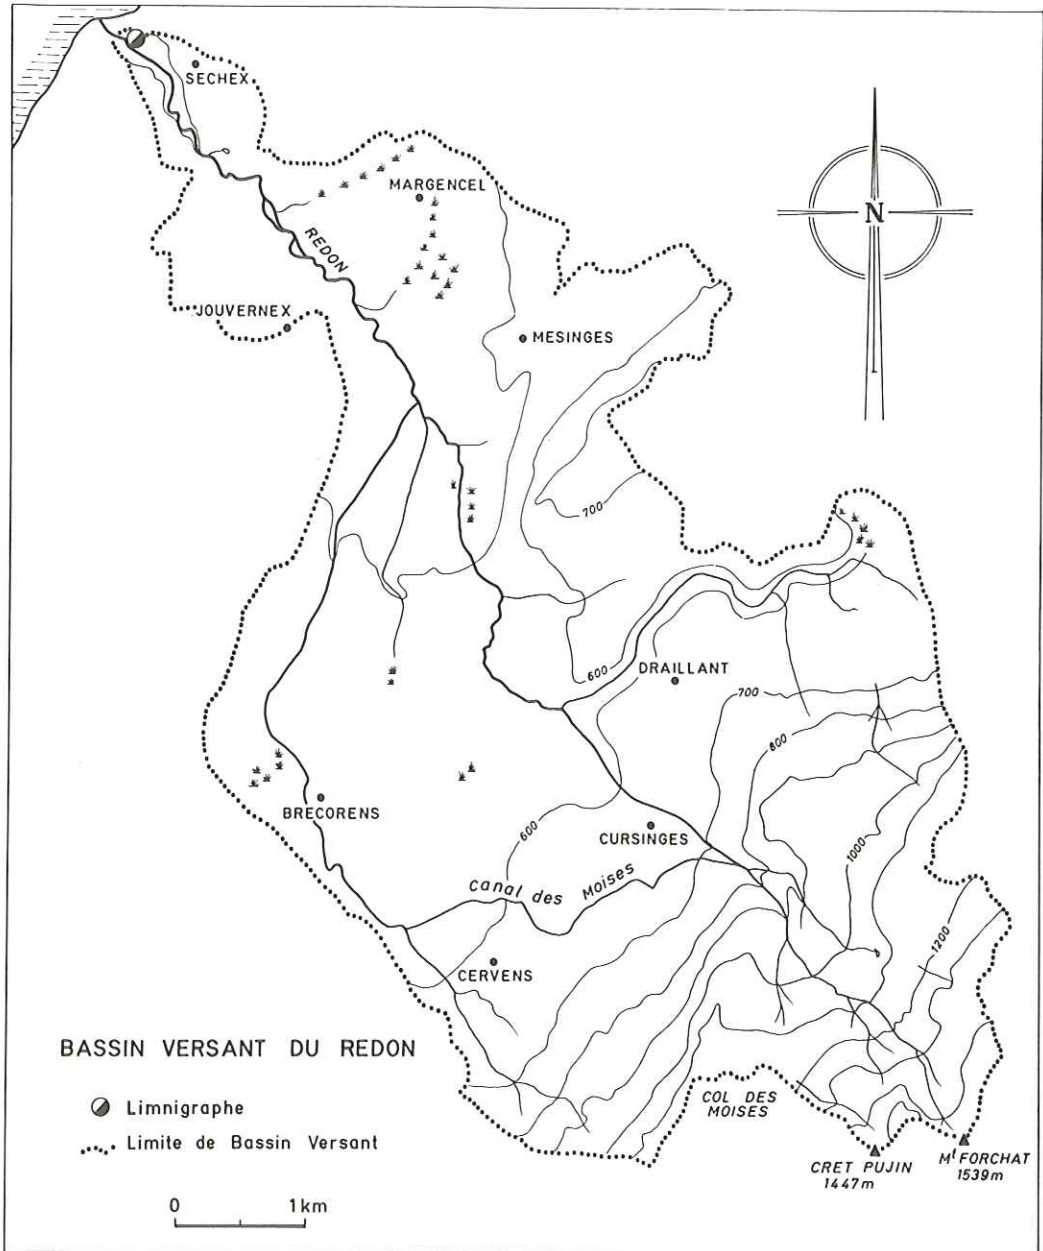 SECHEX
MARGENCEL
REDON
N
JOUVERNEX
MESINGES
700
600
DRAILLANT
700
800
BRECORENS
600
CURSINGES
1000
Canal des Moises
1200
CERVENS
BASSIN VERSANT DU REDON
Limnigraphe
COL DES
MOISES
Limite de Bassin Versant
CRET PUJIN
1447m
Mt FORCHAT
1539m
0 1km